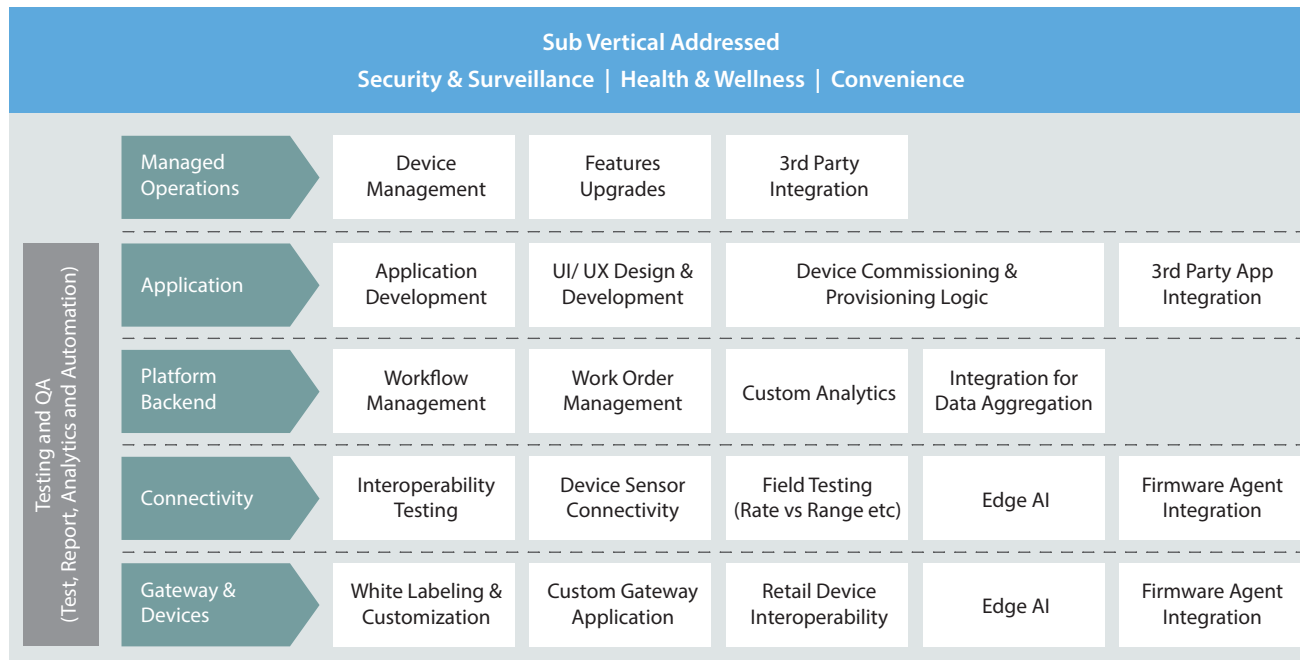 Sub Vertical Addressed
Security & Surveillance | Health & Wellness | Convenience
Managed
Operations
Device
Management
Features
Upgrades
3rd Party
Integration
Testing and QA
(Test, Report, Analytics and Automation)
Application
Application
Development
UI/ UX Design &
Development
Device Commissioning &
Provisioning Logic
3rd Party App
Integration
Platform
Backend
Workflow
Management
Work Order
Management
Custom Analytics
Integration for
Data Aggregation
Connectivity
Interoperability
Testing
Device Sensor
Connectivity
Field Testing
(Rate vs Range etc)
Edge AI
Firmware Agent
Integration
Gateway &
Devices
White Labeling &
Customization
Custom Gateway
Application
Retail Device
Interoperability
Edge AI
Firmware Agent
Integration